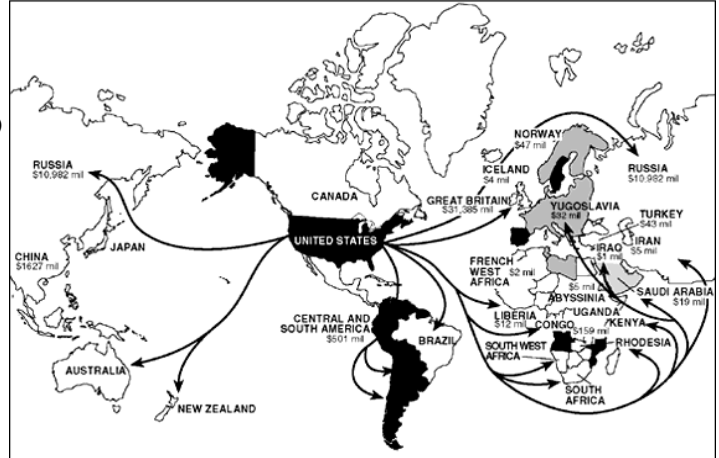 NORWAY
$47 mil
RUSSIA
$10,982 mil
ICELAND
$4 mil
RUSSIA
$10,982 mil
CANADA
GREAT BRITAIN
$31,385 mil
YUGOSLAVIA
$32 mil
TURKEY
$43 mil
UNITED STATES
JAPAN
IRAQ
$1 mil
IRAN
$5 mil
CHINA
$1627 mil
FRENCH
WEST
AFRICA
$2 mil
$5 mil
SAUDI ARABIA
$19 mil
ABYSSINIA
CENTRAL AND
SOUTH AMERICA
$501 mil
LIBERIA
$12 mil
UGANDA
KENYA
CONGO
$159 mil
BRAZIL
RHODESIA
SOUTH WEST
AFRICA
AUSTRALIA
SOUTH
AFRICA
NEW ZEALAND